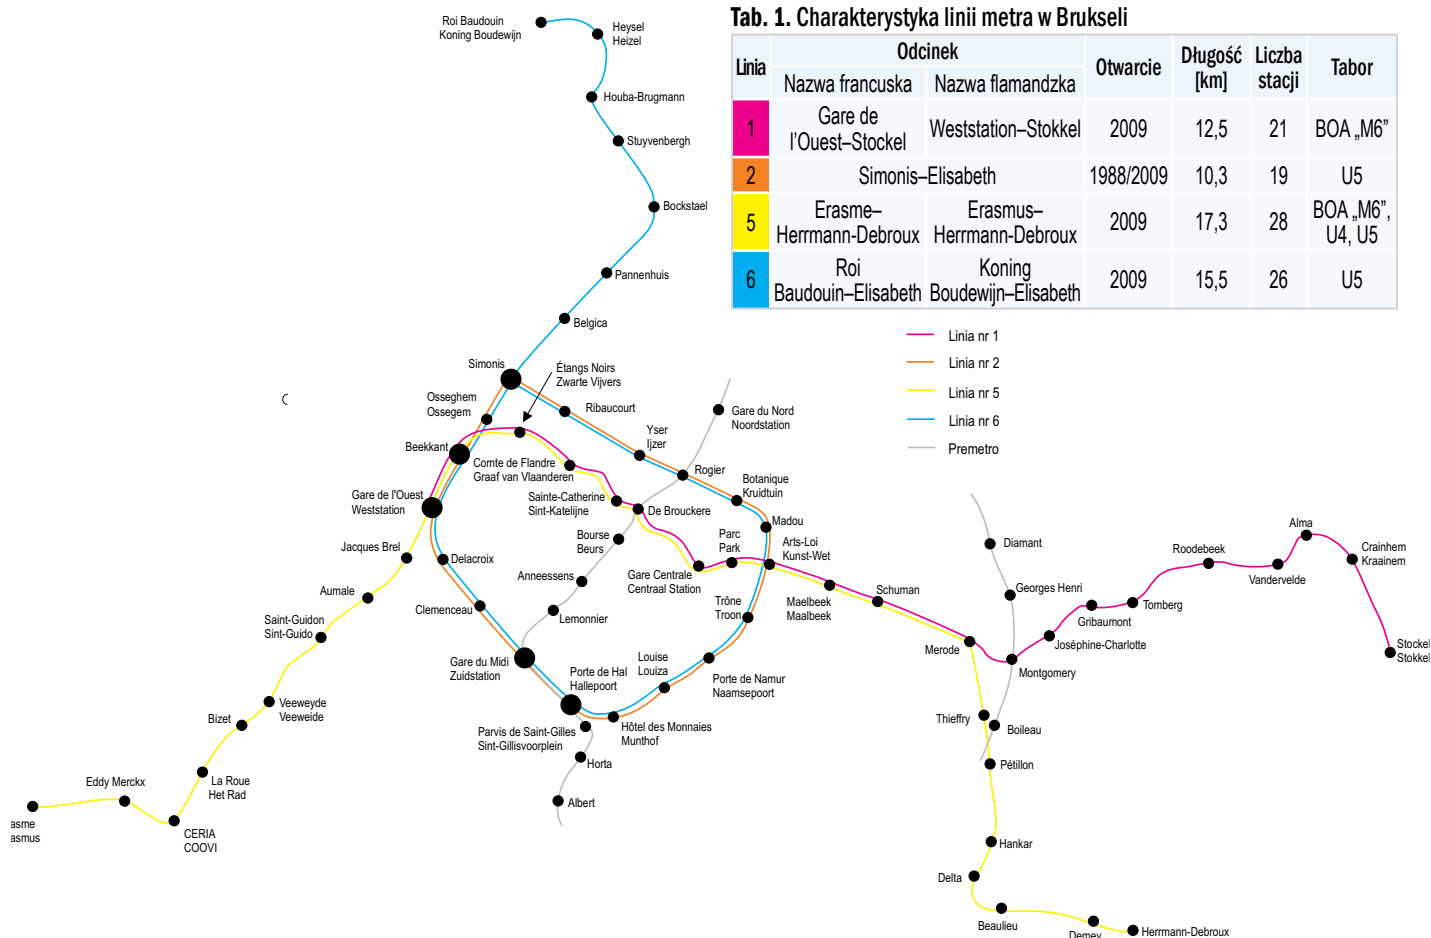 Tab. 1. Charakterystyka linii metra w Brukseli
Linia
Odcinek
Nazwa francuska
Nazwa flamandzka
Otwarcie
Długość
[km]
Liczba
stacji
Tabor
1
Gare de
l’Ouest–Stockel
Weststation–Stokkel
2009
12,5
21
BOA „M6”
2
Simonis–Elisabeth
1988/2009
10,3
19
U5
5
Erasme–
Herrmann-Debroux
Erasmus–
Herrmann-Debroux
2009
17,3
28
BOA „M6”,
U4, U5
6
Roi
Baudouin–Elisabeth
Koning
Boudewijn–Elisabeth
2009
15,5
26
U5
Linia nr 1
Linia nr 2
Linia nr 5
Linia nr 6
Premetro
Roi Baudouin
Koning Boudewijn
Heysel
Heizel
Houba-Brugmann
Stuyvenbergh
Bockstael
Pannenhuis
Belgica
Simonis
Étangs Noirs
Zwarte Vijvers
Osseghem
Ossegem
Ribaucourt
Gare du Nord
Noordstation
Yser
Ijzer
Beekkant
Comte de Flandre
Graaf van Vlaanderen
Rogier
Botanique
Kruidtuin
Gare de l'Ouest
Weststation
Sainte-Catherine
Sint-Katelijne
De Brouckere
Madou
Bourse
Beurs
Parc
Park
Arts-Loi
Kunst-Wet
Jacques Brel
Delacroix
Anneessens
Gare Centrale
Centraal Station
Diamant
Alma
Roodebeek
Crainhem
Kraainem
Vandervelde
Aumale
Clemenceau
Lemonnier
Trône
Troon
Maelbeek
Maalbeek
Schuman
Georges Henri
Tomberg
Gribaumont
Saint-Guidon
Sint-Guido
Merode
Joséphine-Charlotte
Stockel
Stokkel
Gare du Midi
Zuidstation
Porte de Hal
Hallepoort
Louise
Louiza
Porte de Namur
Naamsepoort
Montgomery
Veeweyde
Veeweide
Bizet
Parvis de Saint-Gilles
Sint-Gillisvoorplein
Hôtel des Monnaies
Munthof
Thieffry
Boileau
Horta
Pétillon
La Roue
Het Rad
Eddy Merckx
Albert
asme
asmus
CERIA
COOVI
Hankar
Delta
Beaulieu
Demey
Herrmann-Debroux